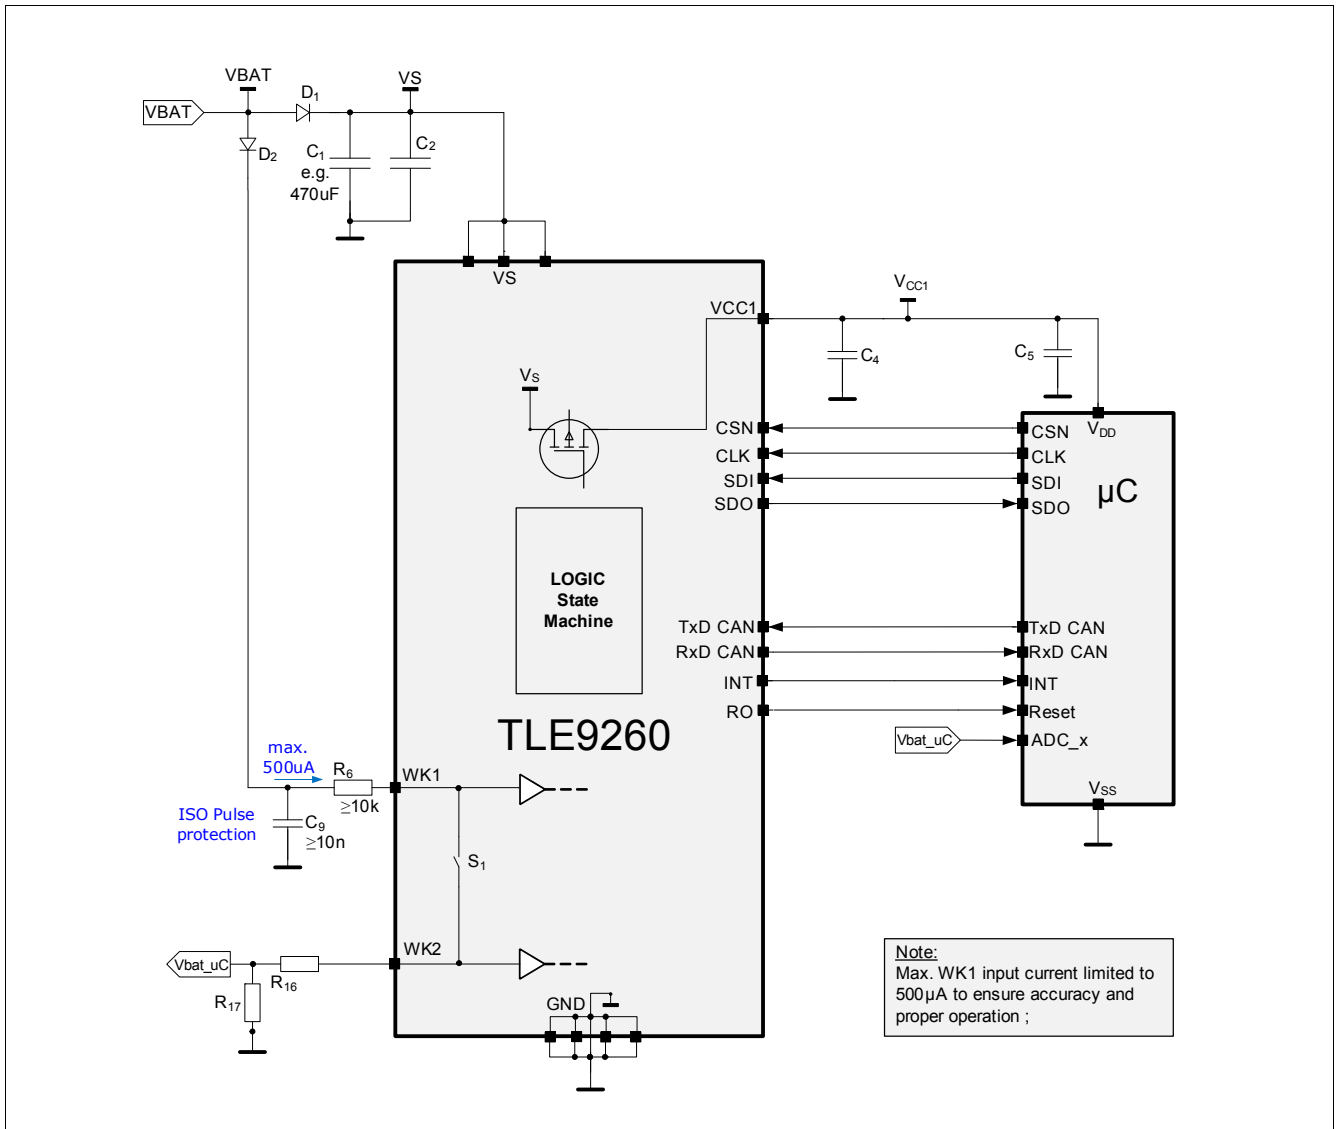 VBAT
VS
VBAT
D1
D2
C1
e.g.
470uF
C2
VS
VCC1
VCC1
C4
C5
VS
CSN
CLK
SDI
SDO
CSN
CLK
SDI
SDO
VDD
µC
LOGIC
State
Machine
TxD CAN
RxD CAN
INT
RO
TxD CAN
RxD CAN
INT
Reset
ADC_x
Vbat_uC
VSS
TLE9260
max.
500uA
R6
≥10k
WK1
ISO Pulse
protection
C9
≥10n
S1
WK2
Vbat_uC
R16
R17
GND
Note:
Max. WK1 input current limited to
500µA to ensure accuracy and
proper operation ;